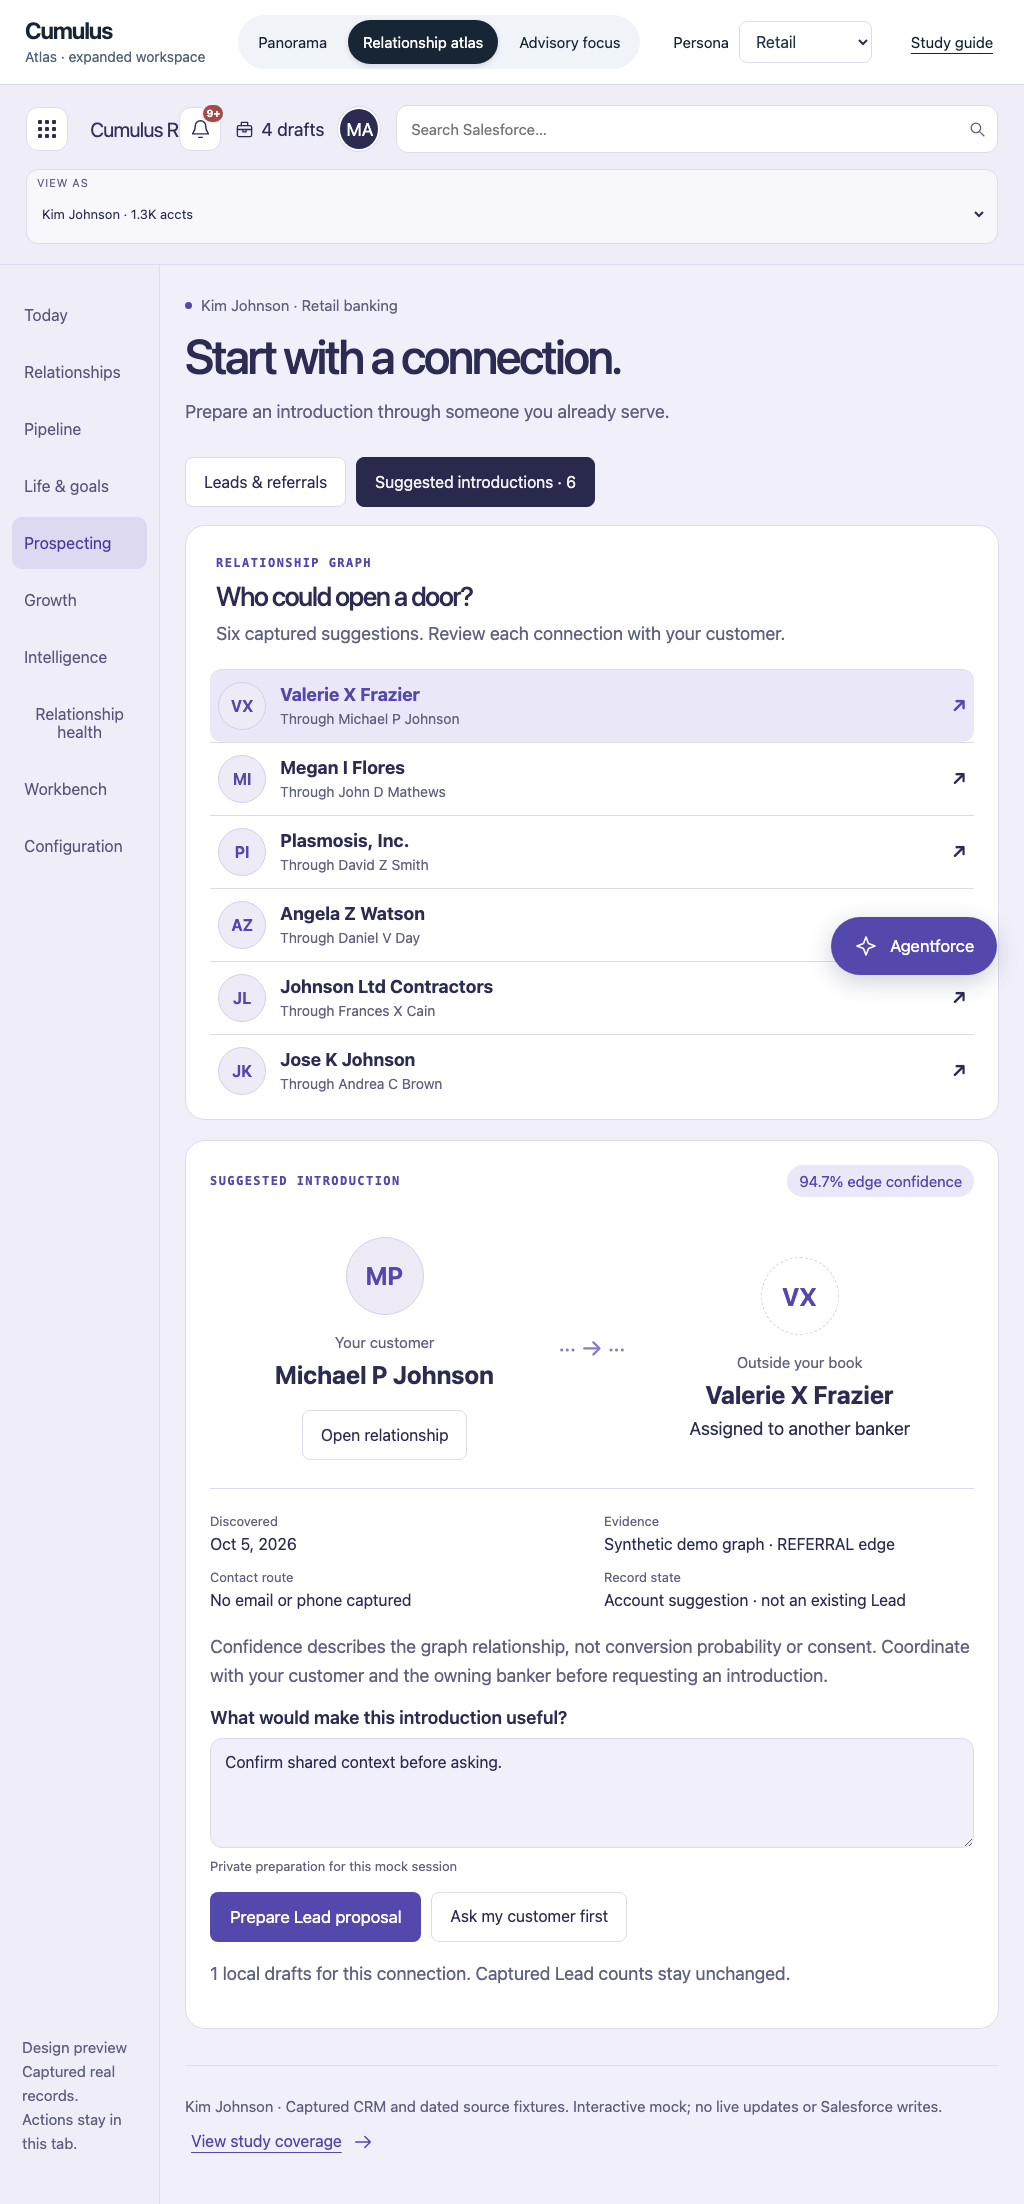 Cumulus
Atlas · expanded workspace
Panorama
Relationship atlas
Advisory focus
Persona
Retail
Study guide
Cumulus R
9+
4 drafts
MA
Search Salesforce...
VIEW AS
Kim Johnson · 1.3K accts
Today
Relationships
Pipeline
Life & goals
Prospecting
Growth
Intelligence
Relationship
health
Workbench
Configuration
Kim Johnson · Retail banking
Start with a connection.
Prepare an introduction through someone you already serve.
Leads & referrals
Suggested introductions · 6
RELATIONSHIP GRAPH
Who could open a door?
Six captured suggestions. Review each connection with your customer.
VX
Valerie X Frazier
Through Michael P Johnson
MI
Megan I Flores
Through John D Mathews
PI
Plasmosis, Inc.
Through David Z Smith
AZ
Angela Z Watson
Through Daniel V Day
Agentforce
JL
Johnson Ltd Contractors
Through Frances X Cain
JK
Jose K Johnson
Through Andrea C Brown
SUGGESTED INTRODUCTION
94.7% edge confidence
MP
Your customer
Michael P Johnson
Open relationship
VX
Outside your book
Valerie X Frazier
Assigned to another banker
Discovered
Oct 5, 2026
Evidence
Synthetic demo graph · REFERRAL edge
Contact route
No email or phone captured
Record state
Account suggestion · not an existing Lead
Confidence describes the graph relationship, not conversion probability or consent. Coordinate
with your customer and the owning banker before requesting an introduction.
What would make this introduction useful?
Confirm shared context before asking.
Private preparation for this mock session
Prepare Lead proposal
Ask my customer first
1 local drafts for this connection. Captured Lead counts stay unchanged.
Design preview
Captured real
records.
Actions stay in
this tab.
Kim Johnson · Captured CRM and dated source fixtures. Interactive mock; no live updates or Salesforce writes.
View study coverage